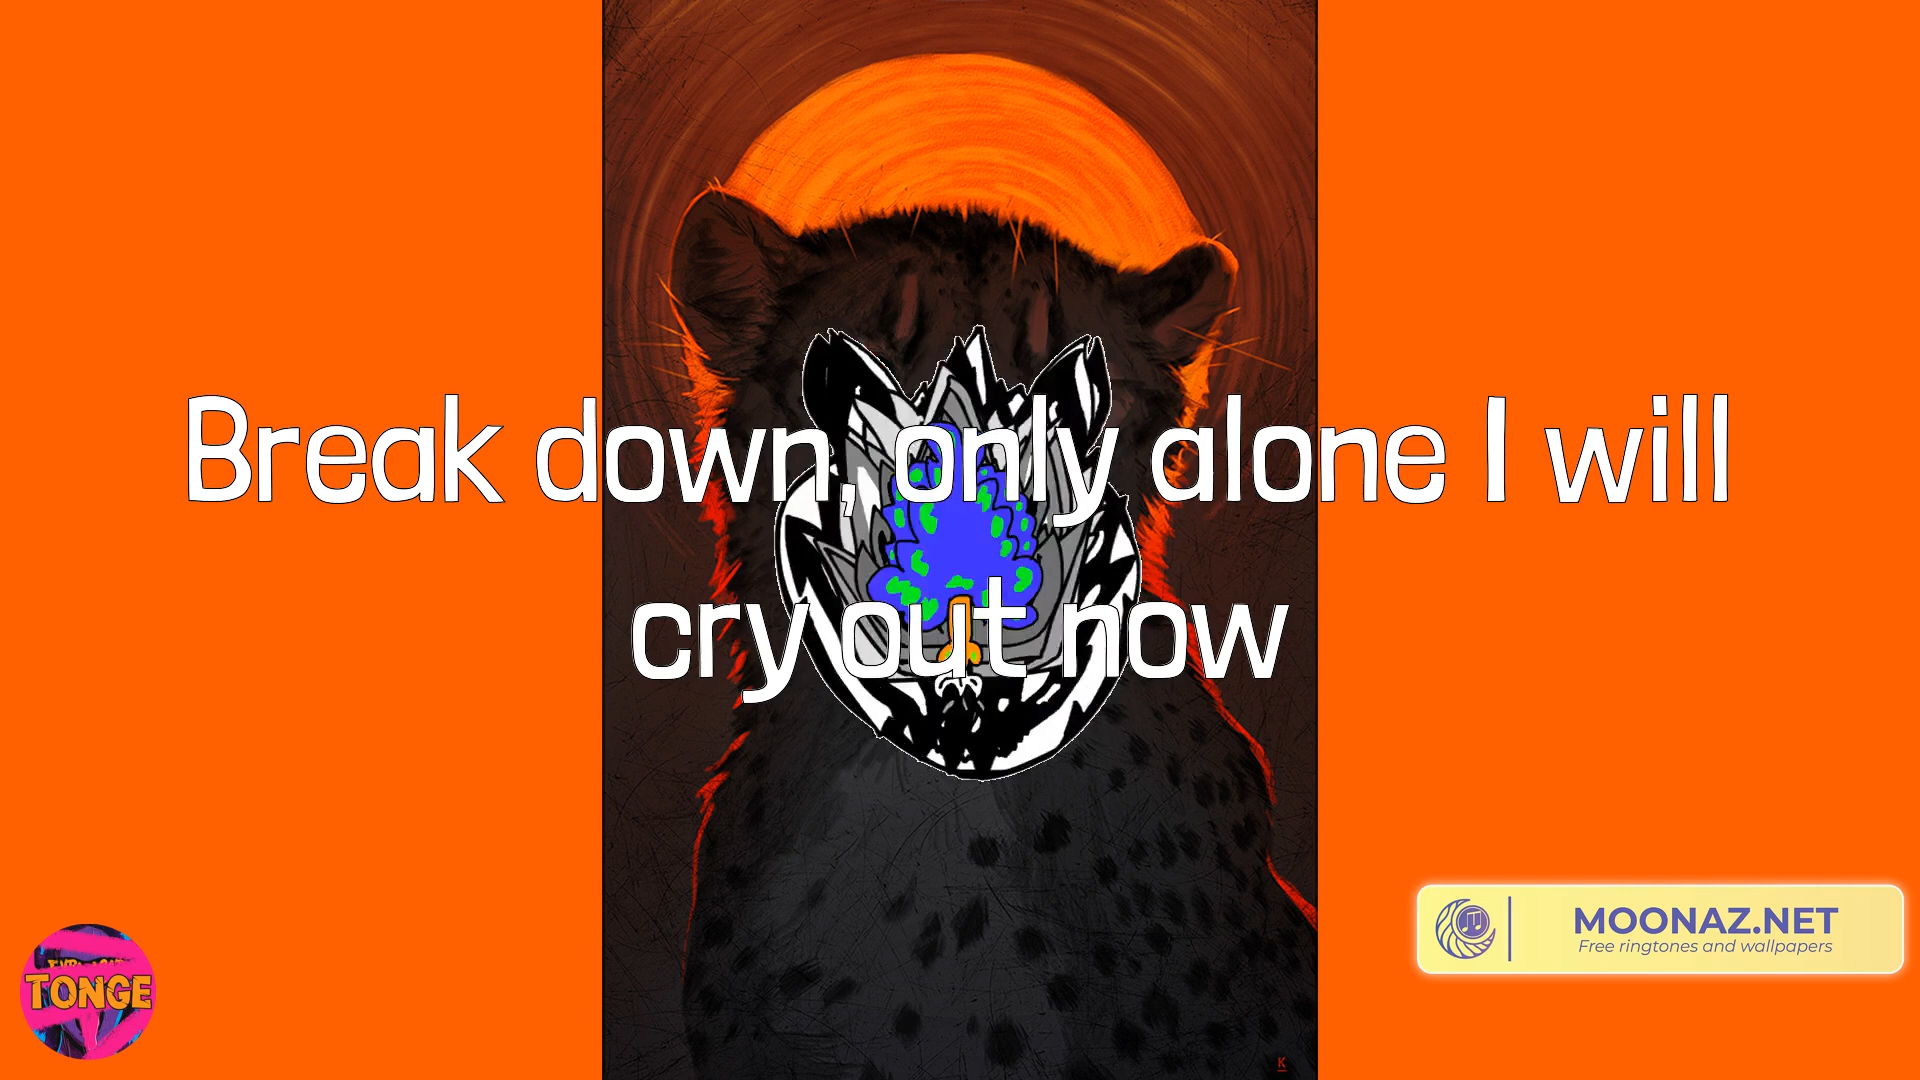 Break down, only alone I will
cry out now
MOONAZ.NET
Free ringtones and wallpapers
TONGE
K